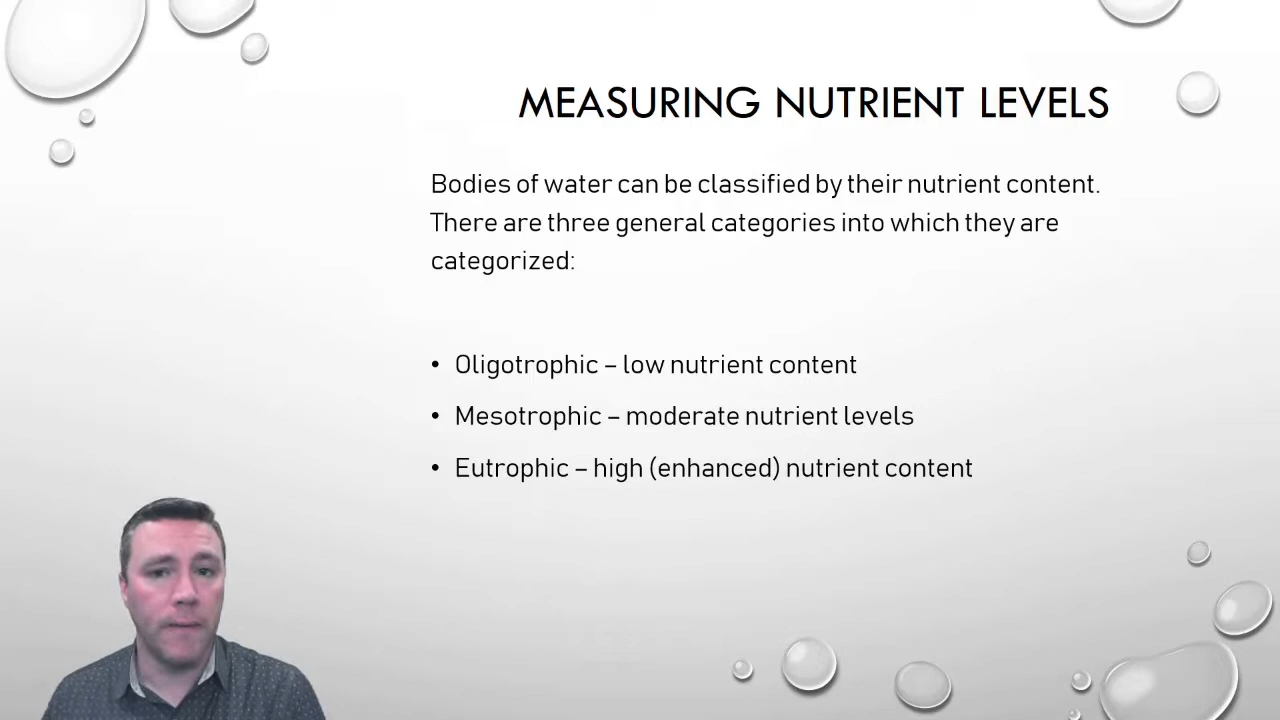 MEASURING NUTRIENT LEVELS
Bodies of water can be classified by their nutrient content.
There are three general categories into which they are
categorized:
• Oligotrophic – low nutrient content
• Mesotrophic – moderate nutrient levels
• Eutrophic – high (enhanced) nutrient content